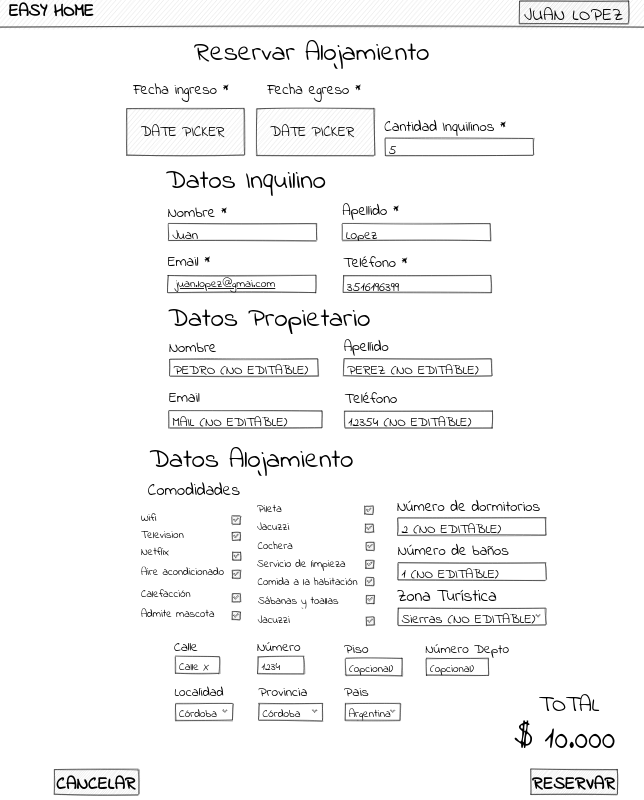 EASY HOME
JUAN LOPEZ
Reservar Alojamiento
Fecha ingreso *
Fecha egreso *
DATE PICKER
DATE PICKER
Cantidad Inquilinos *
5
Datos Inquilino
Nombre *
Apellido *
Juan
Lopez
Email *
Teléfono *
juan.lopez@gmai.com
3516196399
Datos Propietario
Nombre
Apellido
PEDRO (NO EDITABLE)
PEREZ (NO EDITABLE)
Email
Teléfono
MAIL (NO EDITABLE)
12354 (NO EDITABLE)
Datos Alojamiento
Comodidades
Wifi
Television
Netflix
Aire acondicionado
Calefacción
Admite mascota
Pileta
Jacuzzi
Cochera
Servicio de limpieza
Comida a la habitación
Sábanas y toallas
Jacuzzi
Número de dormitorios
2 (NO EDITABLE)
Número de baños
1 (NO EDITABLE)
Zona Turística
Sierras (NO EDITABLE)
Calle
Número
Piso
Número Depto
Calle X
1234
(opcional)
(opcional)
Localidad
Provincia
País
Córdoba
Córdoba
Argentina
TOTAL
$ 10.000
CANCELAR
RESERVAR